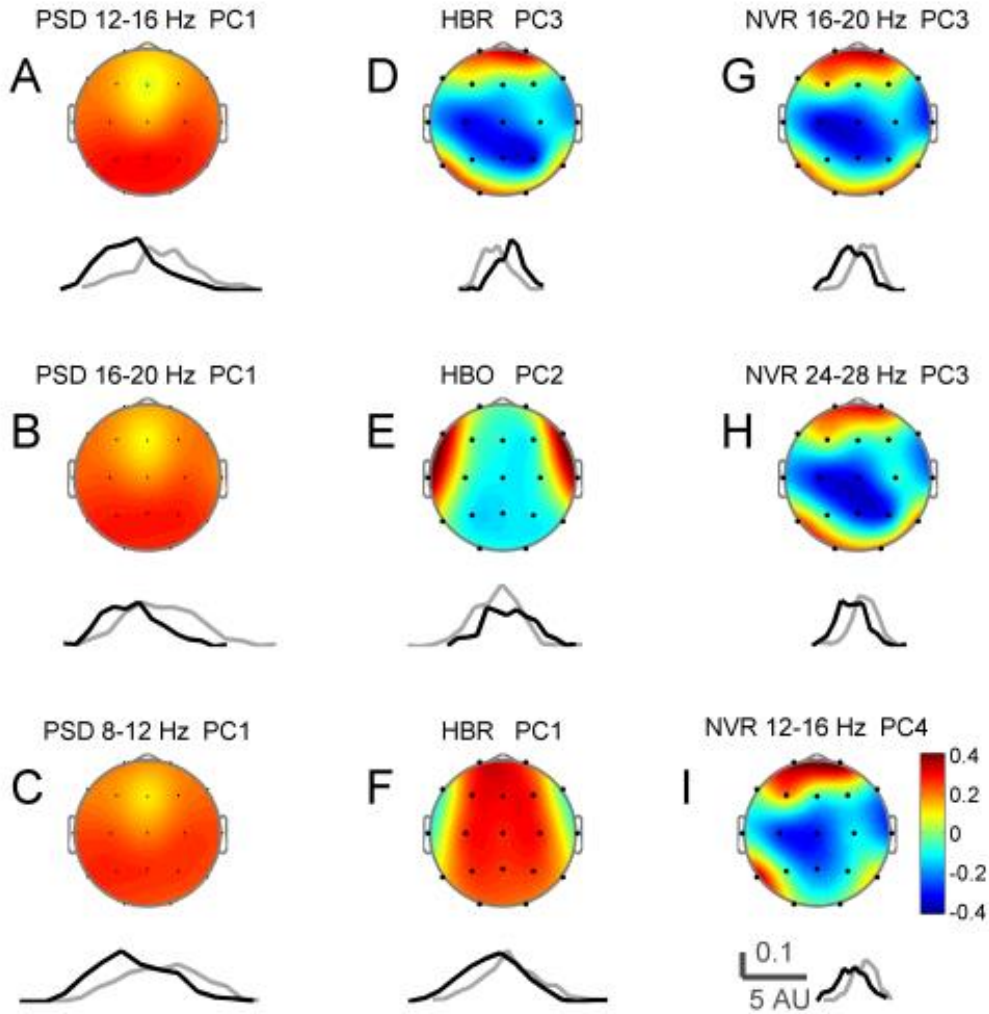 PSD 12-16 Hz PC1
HBR PC3
NVR 16-20 Hz PC3
A
D
G
PSD 16-20 Hz PC1
HBO PC2
NVR 24-28 Hz PC3
B
E
H
PSD 8-12 Hz PC1
HBR PC1
NVR 12-16 Hz PC4
C
F
I
0.4
0.2
0
-0.2
-0.4
0.1
5 AU